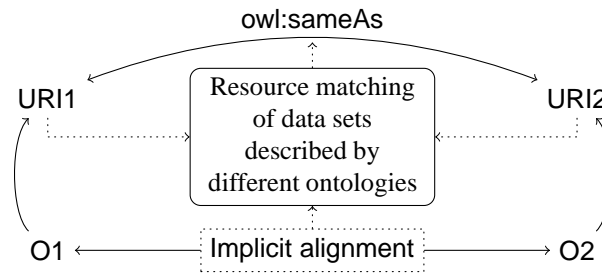 owl:sameAs
URI1
URI2
Resource matching
of data sets
described by
different ontologies
O1
Implicit alignment
O2